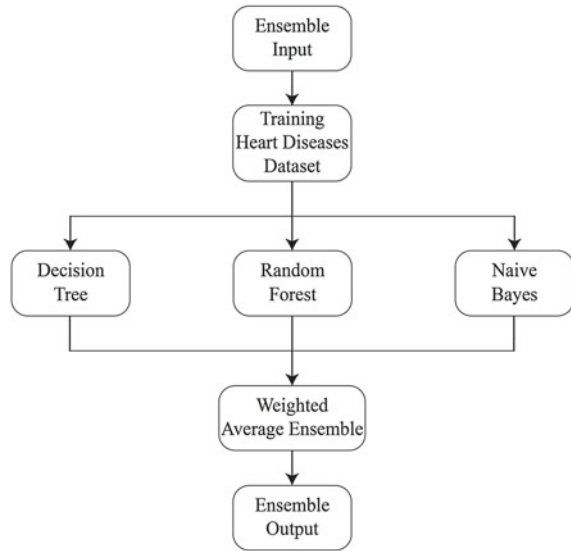 Ensemble
Input
Training
Heart Diseases
Dataset
Decision
Tree
Random
Forest
Naive
Bayes
Weighted
Average Ensemble
Ensemble
Output